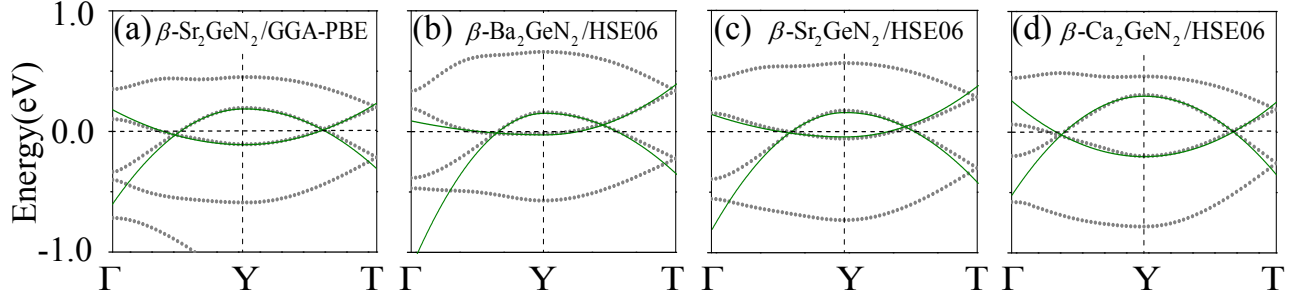 (a) β-Sr₂GeN₂/GGA-PBE
(b) β-Ba₂GeN₂/HSE06
(c) β-Sr₂GeN₂/HSE06
(d) β-Ca₂GeN₂/HSE06
Energy(eV)
1.0
0.0
-1.0
Γ Y T
Γ Y T
Γ Y T
Γ Y T